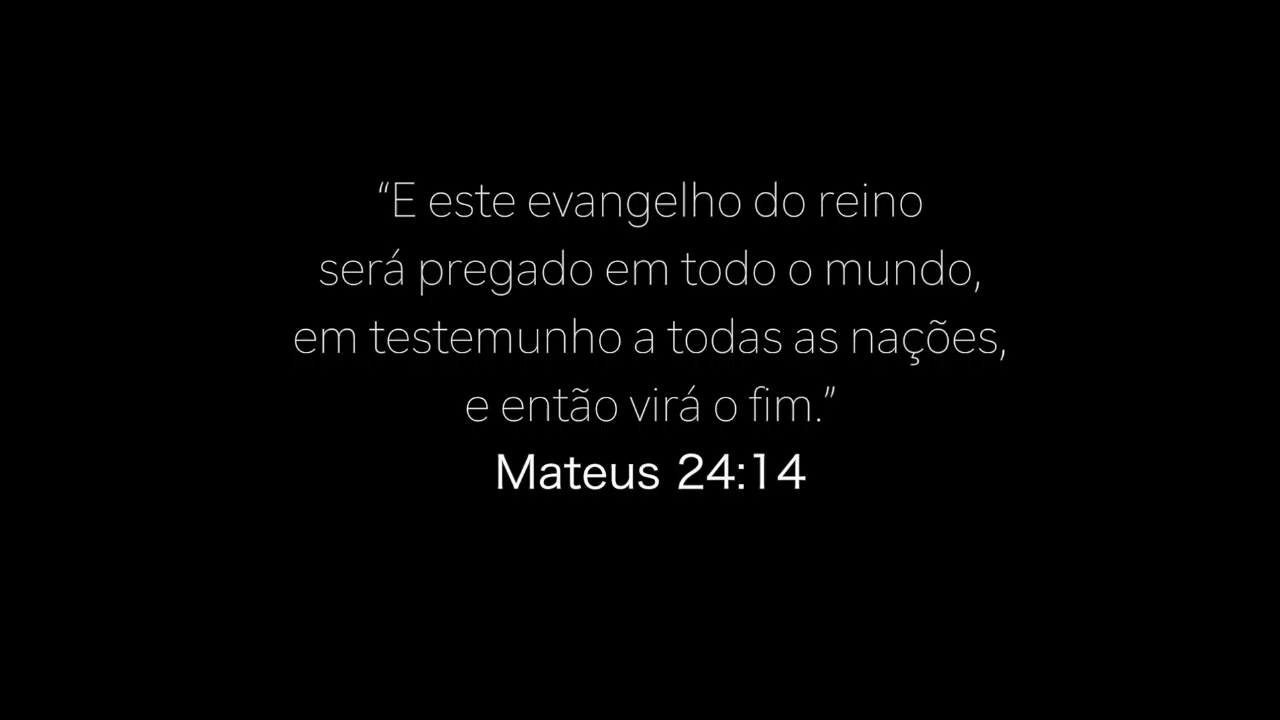 “E este evangelho do reino
será pregado em todo o mundo,
em testemunho a todas as nações,
e então virá o fim.”
Mateus 24:14